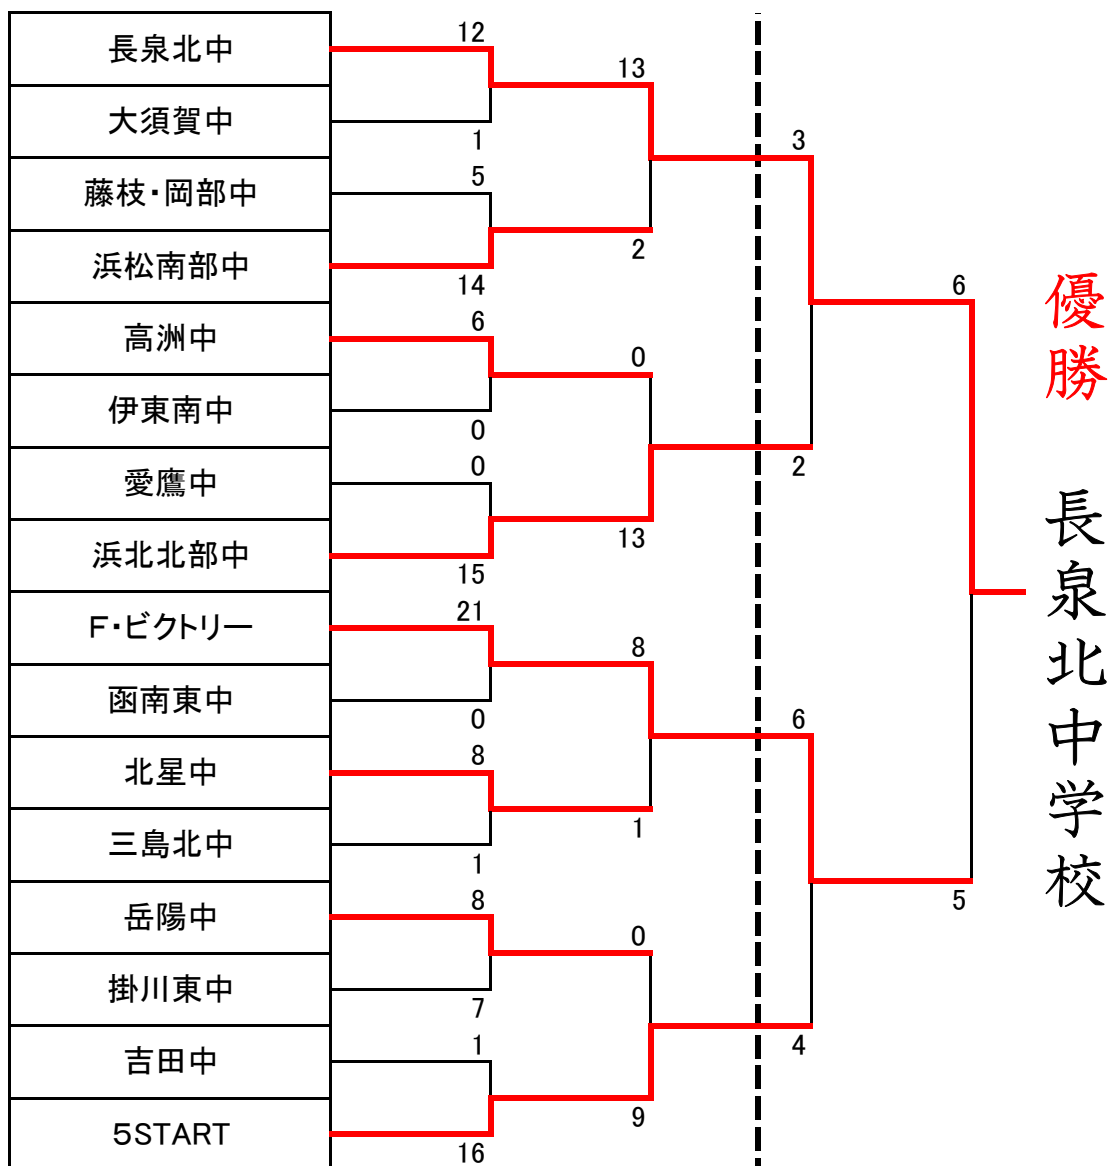 長泉北中
大須賀中
藤枝・岡部中
浜松南部中
高洲中
伊東南中
愛鷹中
浜北北部中
F・ビクトリー
函南東中
北星中
三島北中
岳陽中
掛川東中
吉田中
5START
12
1
5
14
6
0
0
15
21
0
8
1
8
7
1
16
13
2
0
13
8
1
0
9
3
2
6
4
6
5
優勝 長泉北中学校